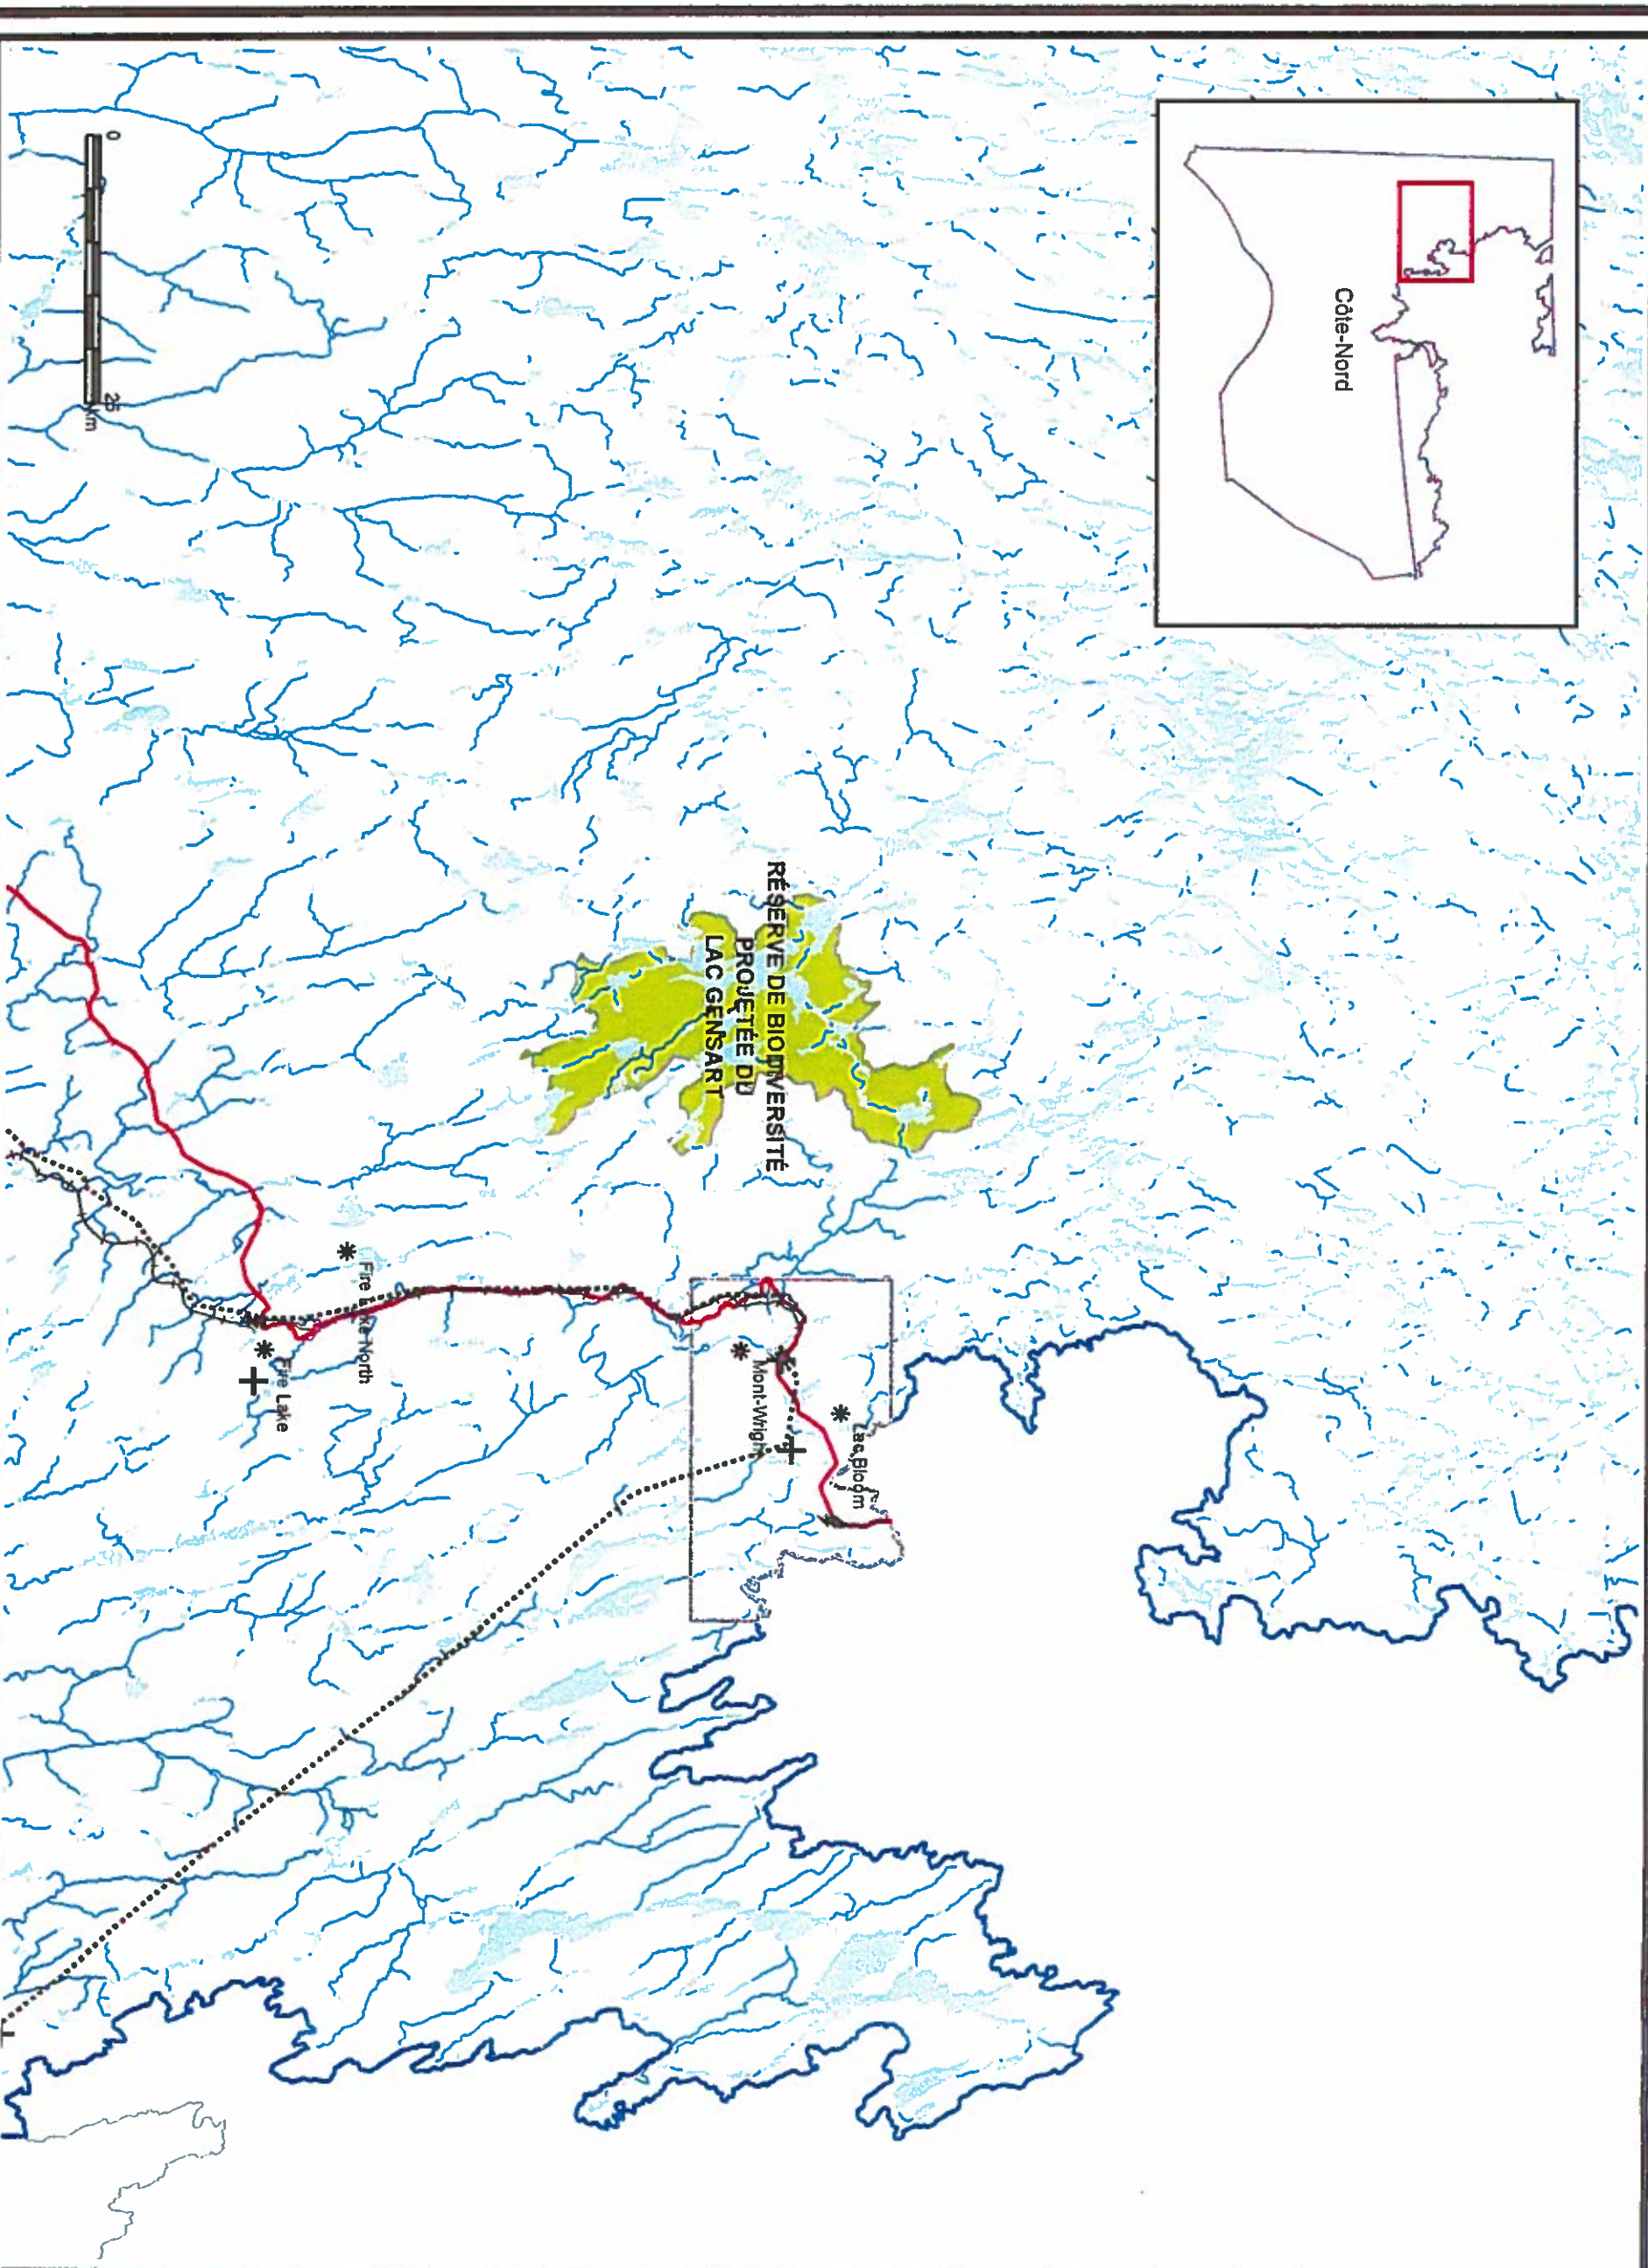 Côte-Nord
RÉSERVE DE BIODIVERSITÉ
PROJETÉE DU
LAC GENSART
Lac Bloom
Mont-Wright
Fire Lake North
Fire Lake
0
25
km